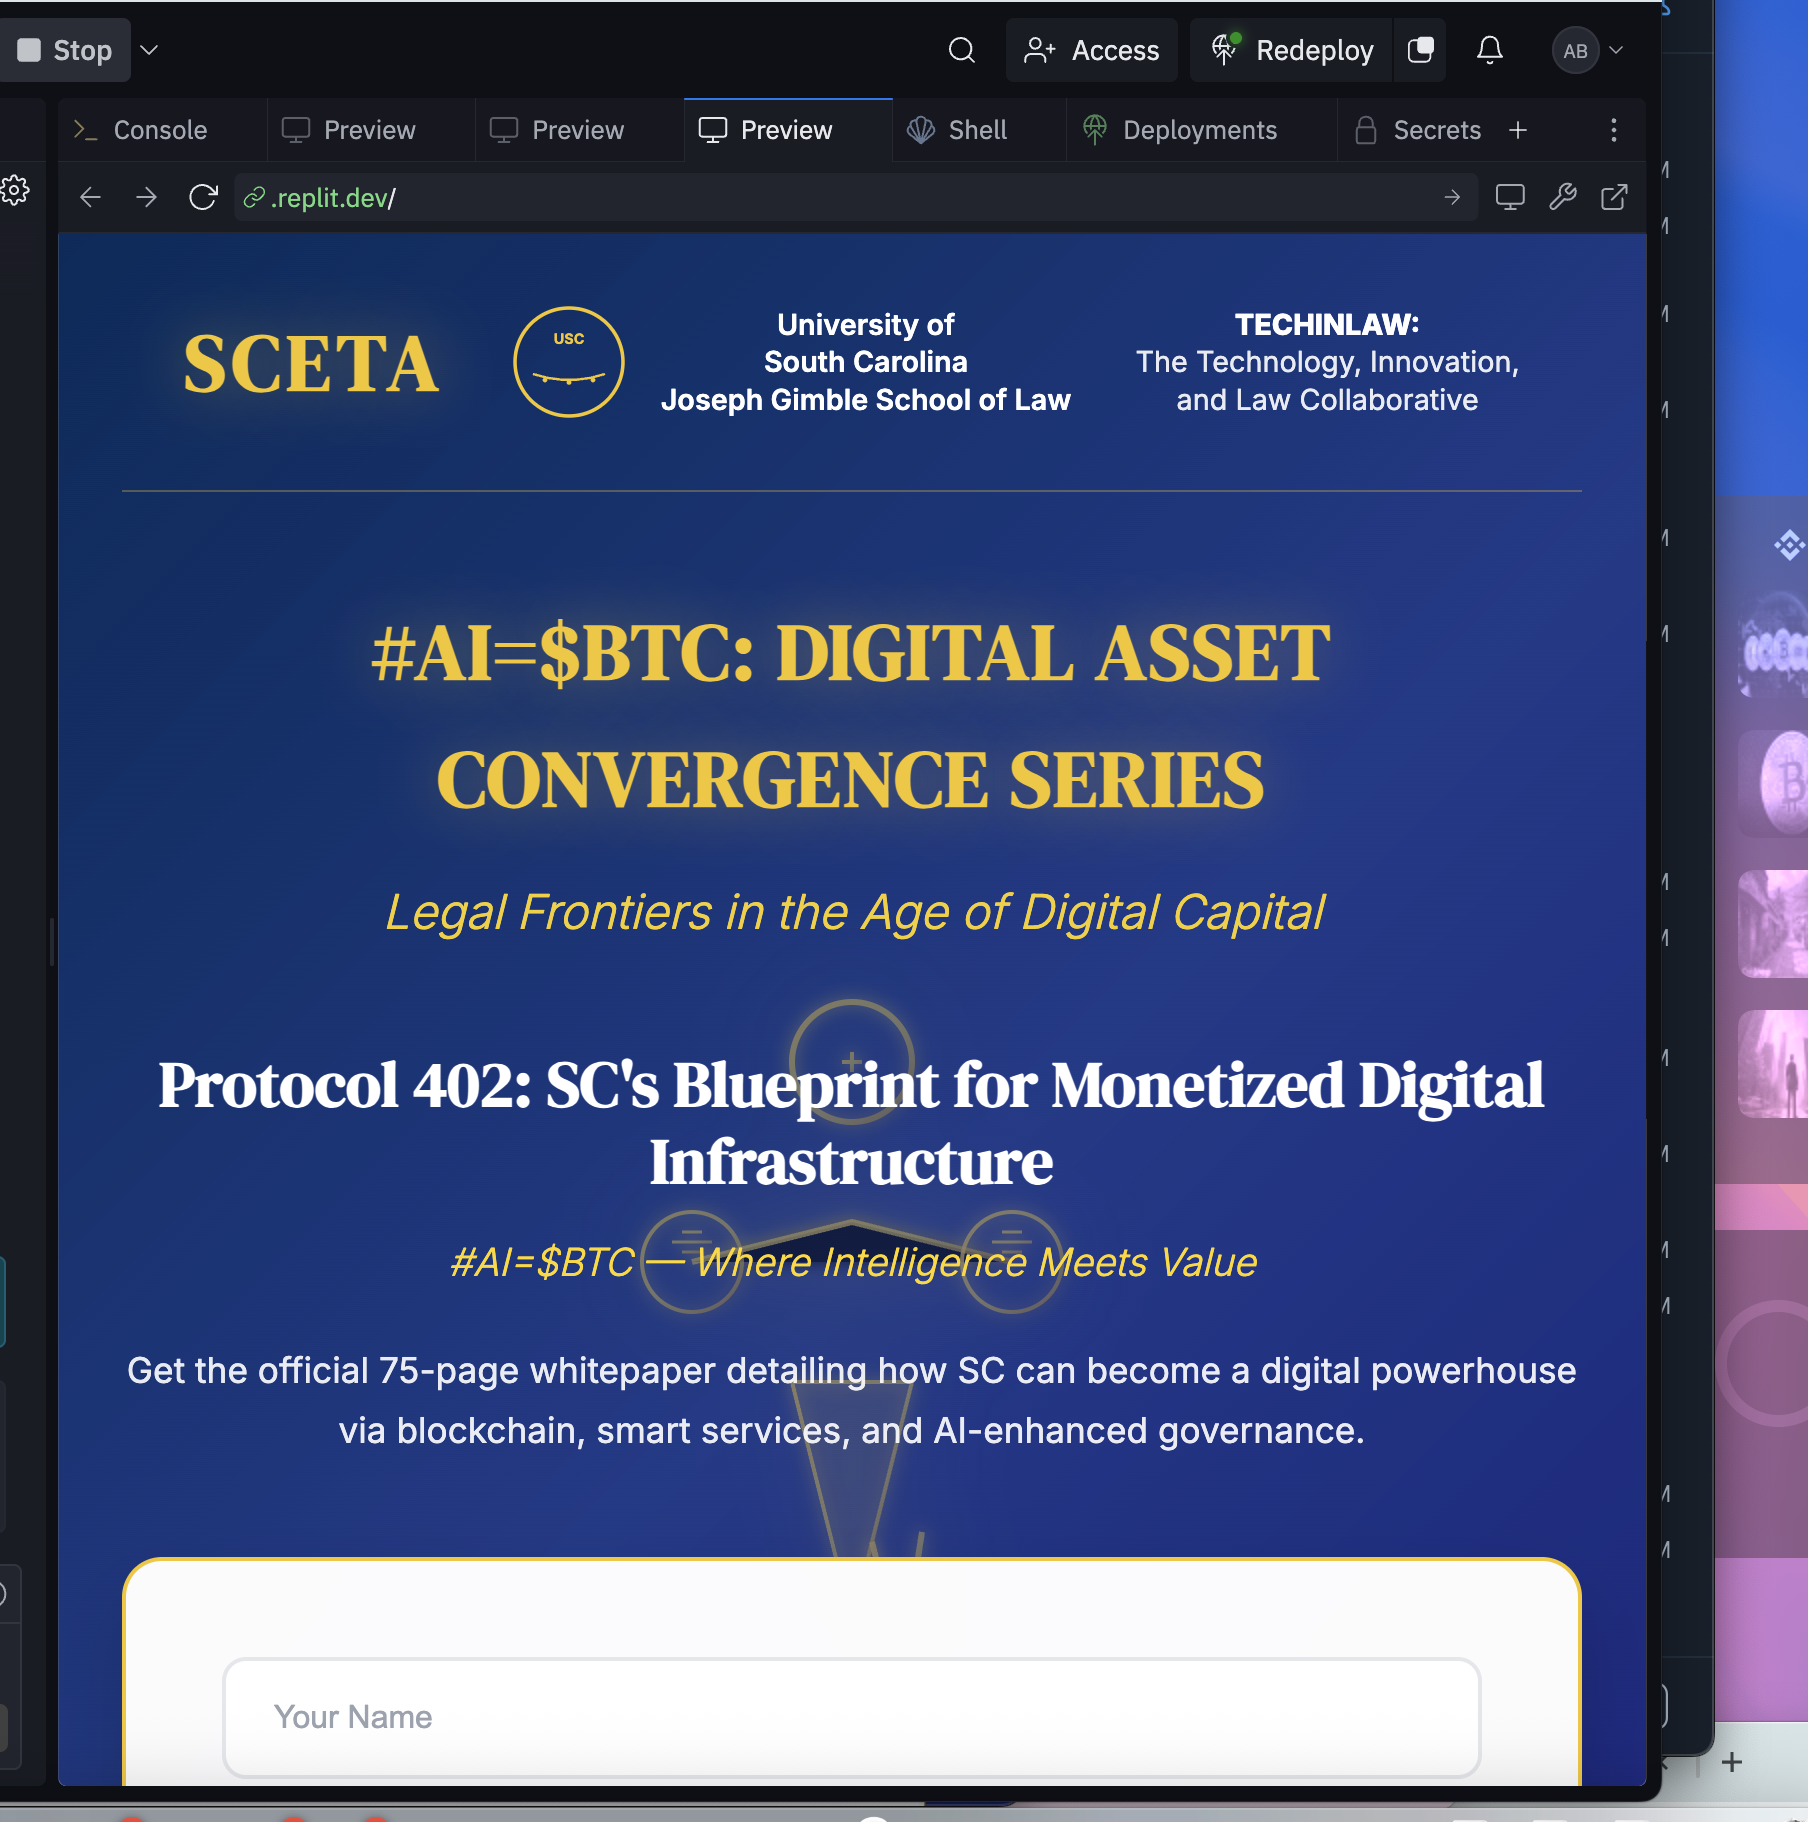 Stop
Access
Redeploy
AB
Console
Preview
Preview
Preview
Shell
Deployments
Secrets
.replit.dev/
SCETA
USC
University of
South Carolina
Joseph Gimble School of Law
TECHINLAW:
The Technology, Innovation,
and Law Collaborative
#AI=$BTC: DIGITAL ASSET
CONVERGENCE SERIES
Legal Frontiers in the Age of Digital Capital
Protocol 402: SC's Blueprint for Monetized Digital
Infrastructure
#AI=$BTC — Where Intelligence Meets Value
Get the official 75-page whitepaper detailing how SC can become a digital powerhouse
via blockchain, smart services, and AI-enhanced governance.
Your Name